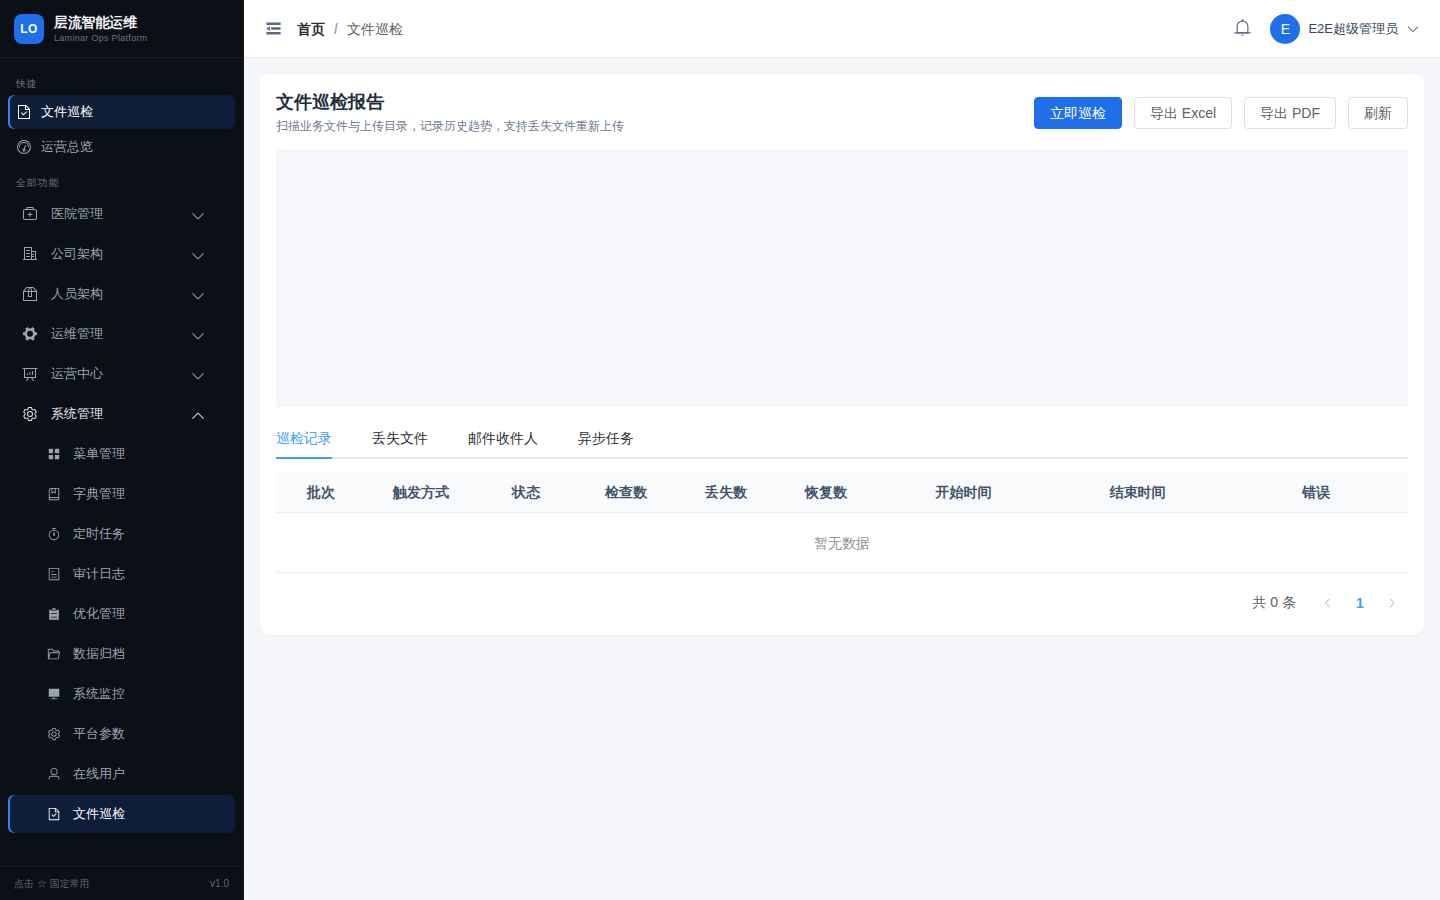 LO
层流智能运维
Laminar Ops Platform
快捷
文件巡检
运营总览
全部功能
医院管理
公司架构
人员架构
运维管理
运营中心
系统管理
菜单管理
字典管理
定时任务
审计日志
优化管理
数据归档
系统监控
平台参数
在线用户
文件巡检
点击 ☆ 固定常用 v1.0
首页 / 文件巡检
E E2E超级管理员
文件巡检报告
扫描业务文件与上传目录，记录历史趋势，支持丢失文件重新上传
立即巡检 导出 Excel 导出 PDF 刷新
巡检记录 丢失文件 邮件收件人 异步任务
批次 触发方式 状态 检查数 丢失数 恢复数 开始时间 结束时间 错误
暂无数据
共 0 条 1